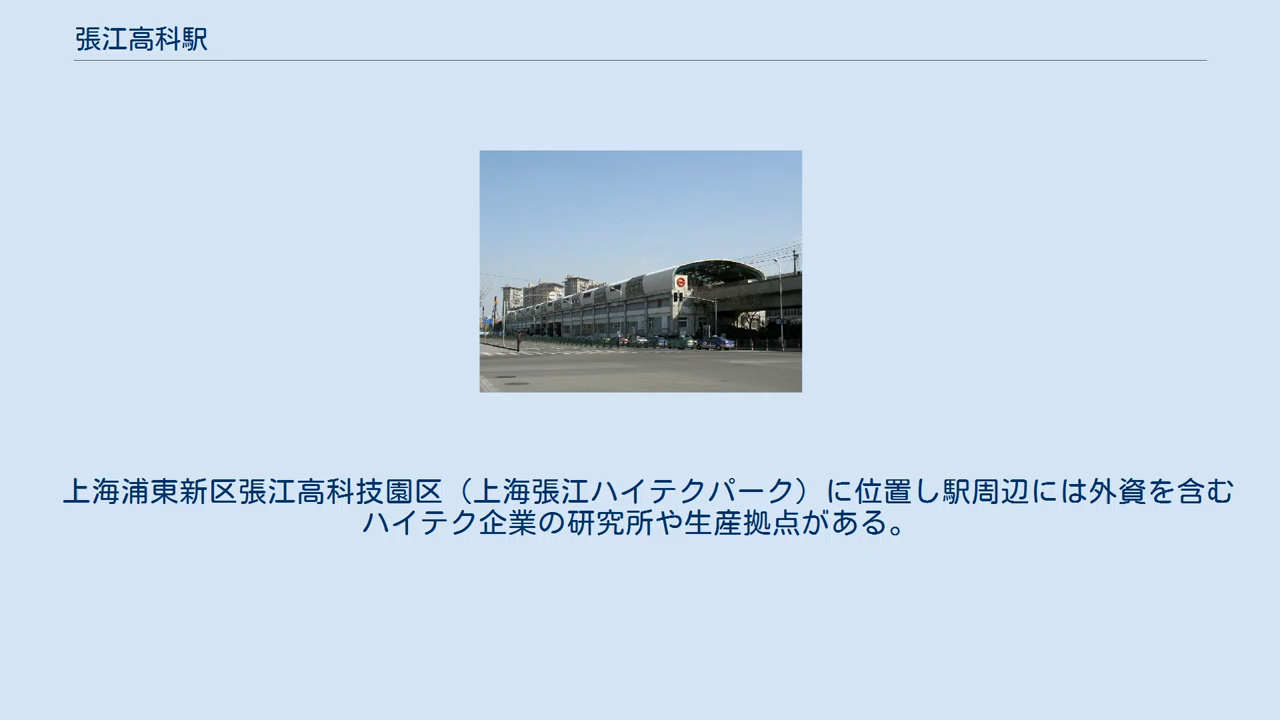 張江高科駅
上海浦東新区張江高科技園区（上海張江ハイテクパーク）に位置し駅周辺には外資を含む
ハイテク企業の研究所や生産拠点がある。